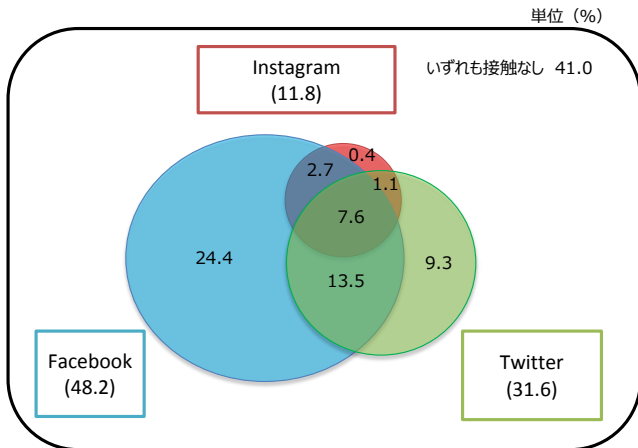 単位（%）
Instagram
(11.8)
いずれも接触なし 41.0
0.4
2.7
1.1
7.6
24.4
9.3
13.5
Facebook
(48.2)
Twitter
(31.6)